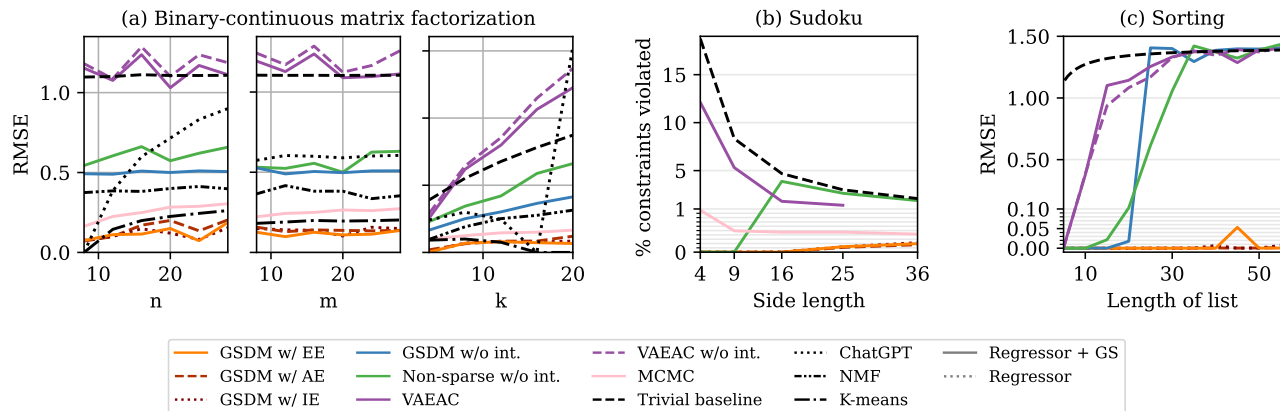 (a) Binary-continuous matrix factorization
(b) Sudoku
(c) Sorting
RMSE
1.0
0.5
0.0
10
20
n
10
20
m
10
20
k
% constraints violated
15
10
5
1
0
4
9
16
25
36
Side length
RMSE
1.50
1.00
0.50
0.10
0.05
0.00
10
30
50
Length of list
GSDM w/ EE
GSDM w/ AE
GSDM w/ IE
GSDM w/o int.
Non-sparse w/o int.
VAEAC
VAEAC w/o int.
MCMC
Trivial baseline
ChatGPT
NMF
K-means
Regressor + GS
Regressor